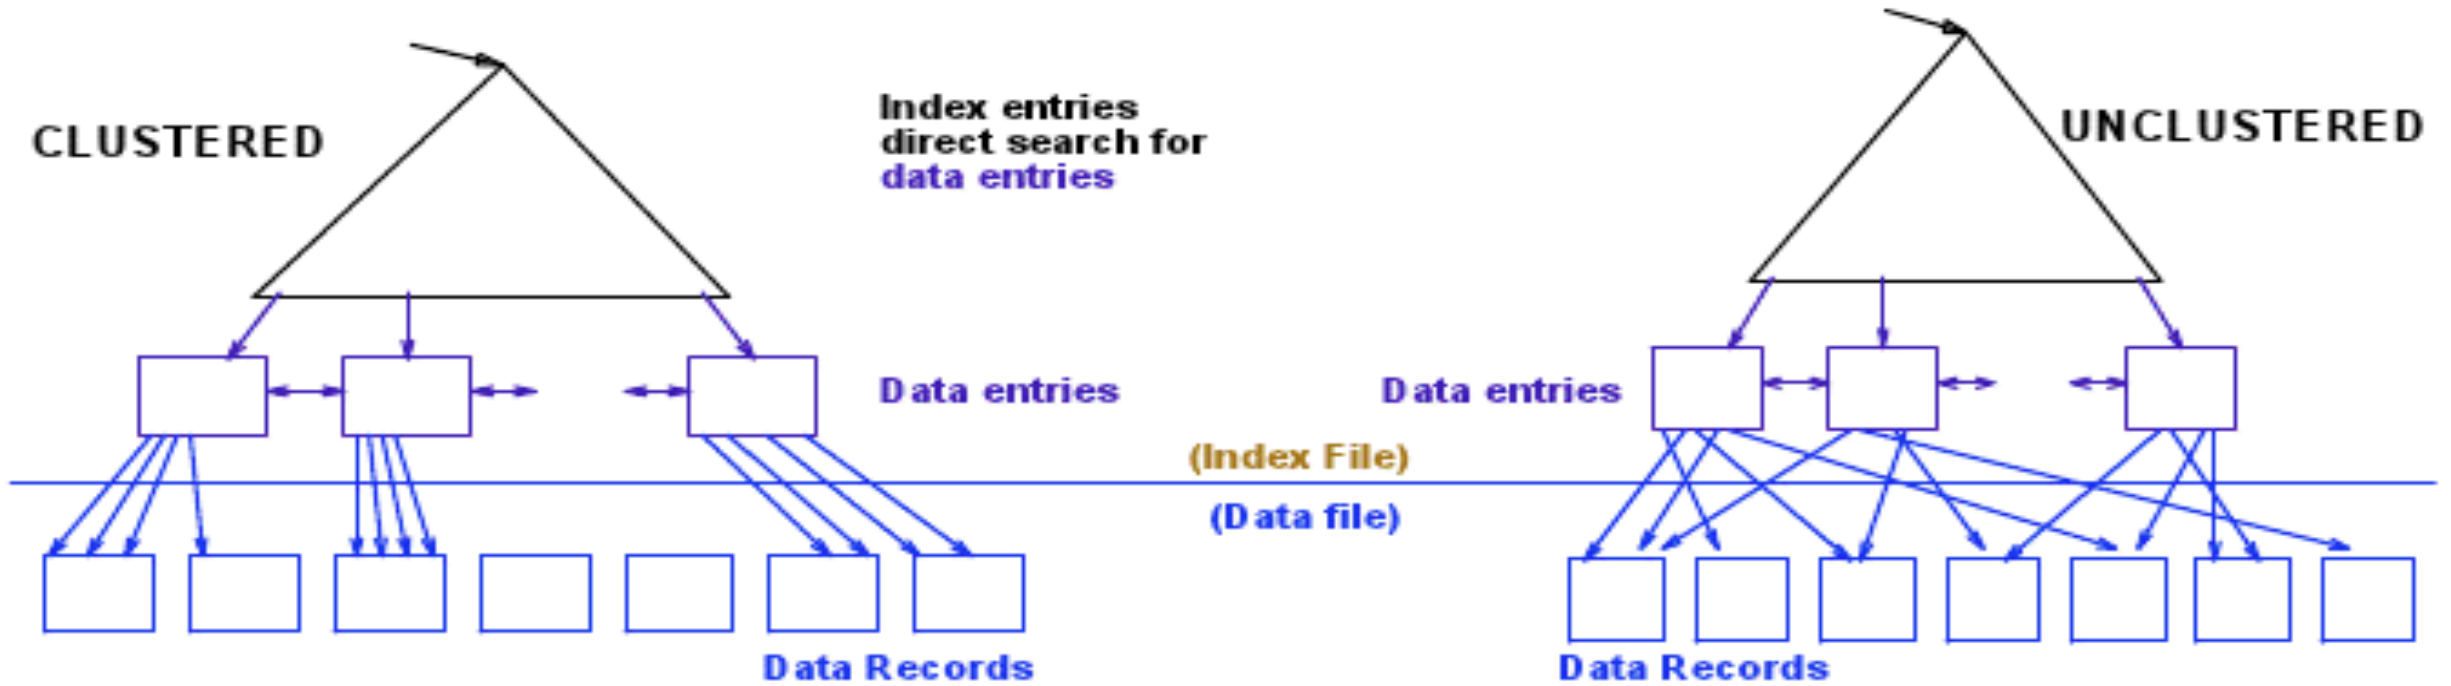 CLUSTERED
Index entries
direct search for
data entries
UNCLUSTERED
Data entries
Data entries
(Index File)
(Data file)
Data Records
Data Records